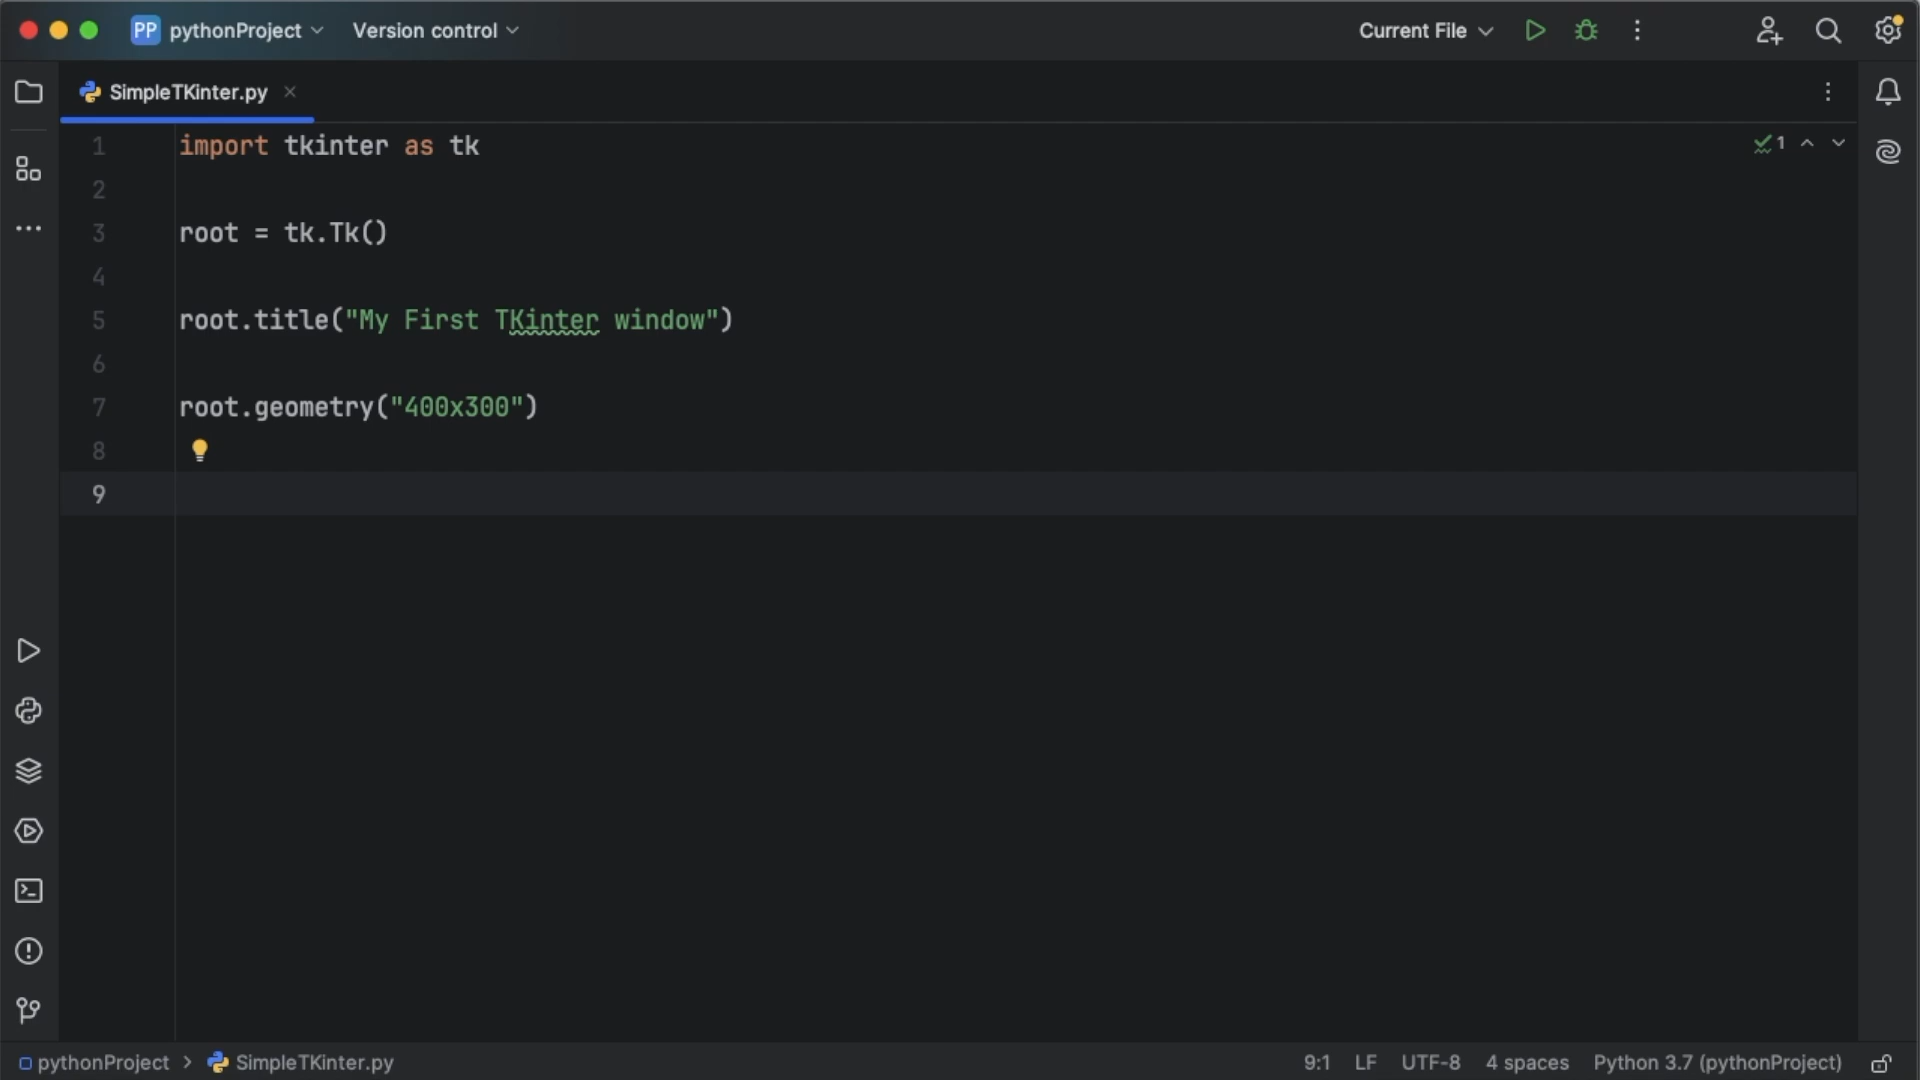 PP pythonProject Version control Current File
SimpleTKinter.py
1 import tkinter as tk
2
3 root = tk.Tk()
4
5 root.title("My First TKinter window")
6
7 root.geometry("400x300")
8
9
1
pythonProject > SimpleTKinter.py 9:1 LF UTF-8 4 spaces Python 3.7 (pythonProject)